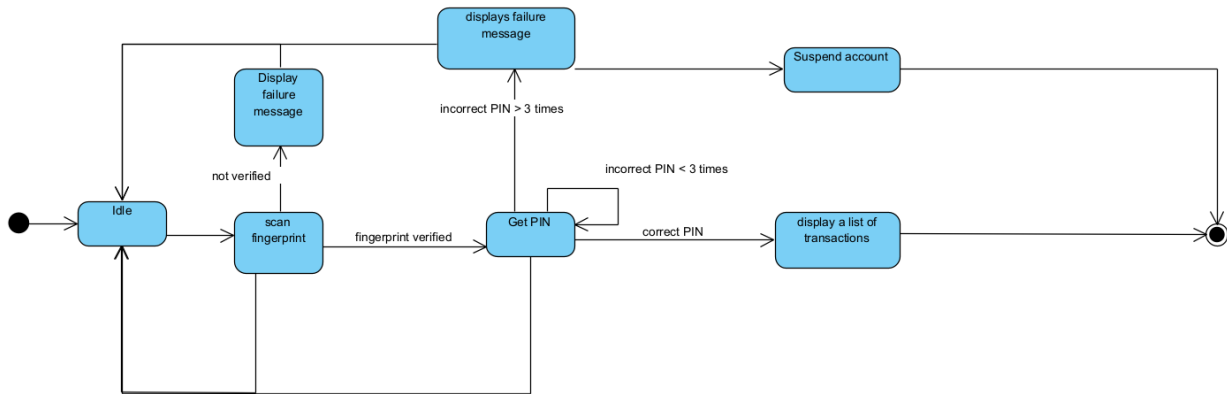 displays failure
message
Suspend account
Display
failure
message
incorrect PIN > 3 times
incorrect PIN < 3 times
not verified
Idle
scan
fingerprint
fingerprint verified
Get PIN
correct PIN
display a list of
transactions